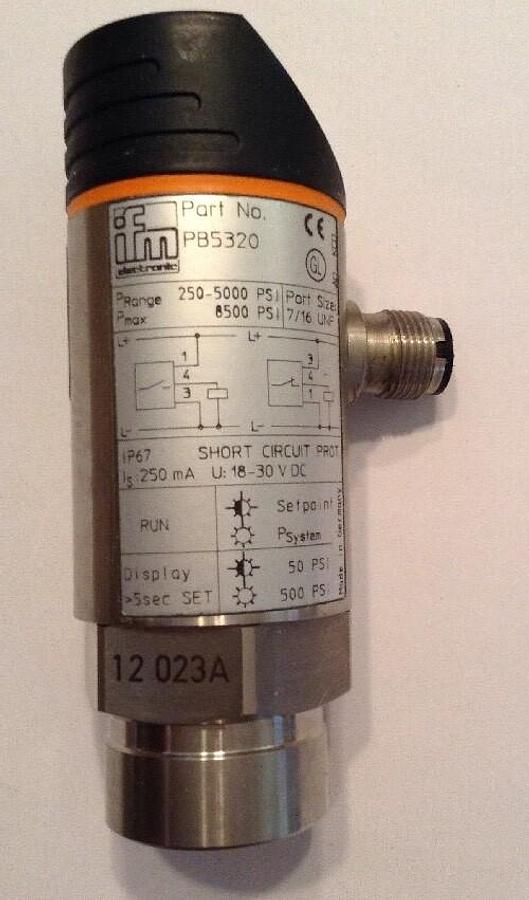 ifm
electronic
Part No.
PB5320
CE
GL
PRange 250-5000 PSI
Pmax 8500 PSI
Port Size:
7/16 UNF
L+ L+
1
4
3
3
4
1
L- L-
IP67 SHORT CIRCUIT PROT
Is: 250 mA U: 18-30 V DC
RUN
Setpoint
PSystem
Display
>5sec SET
50 PSI
500 PSI
Made in Germany
12 023A